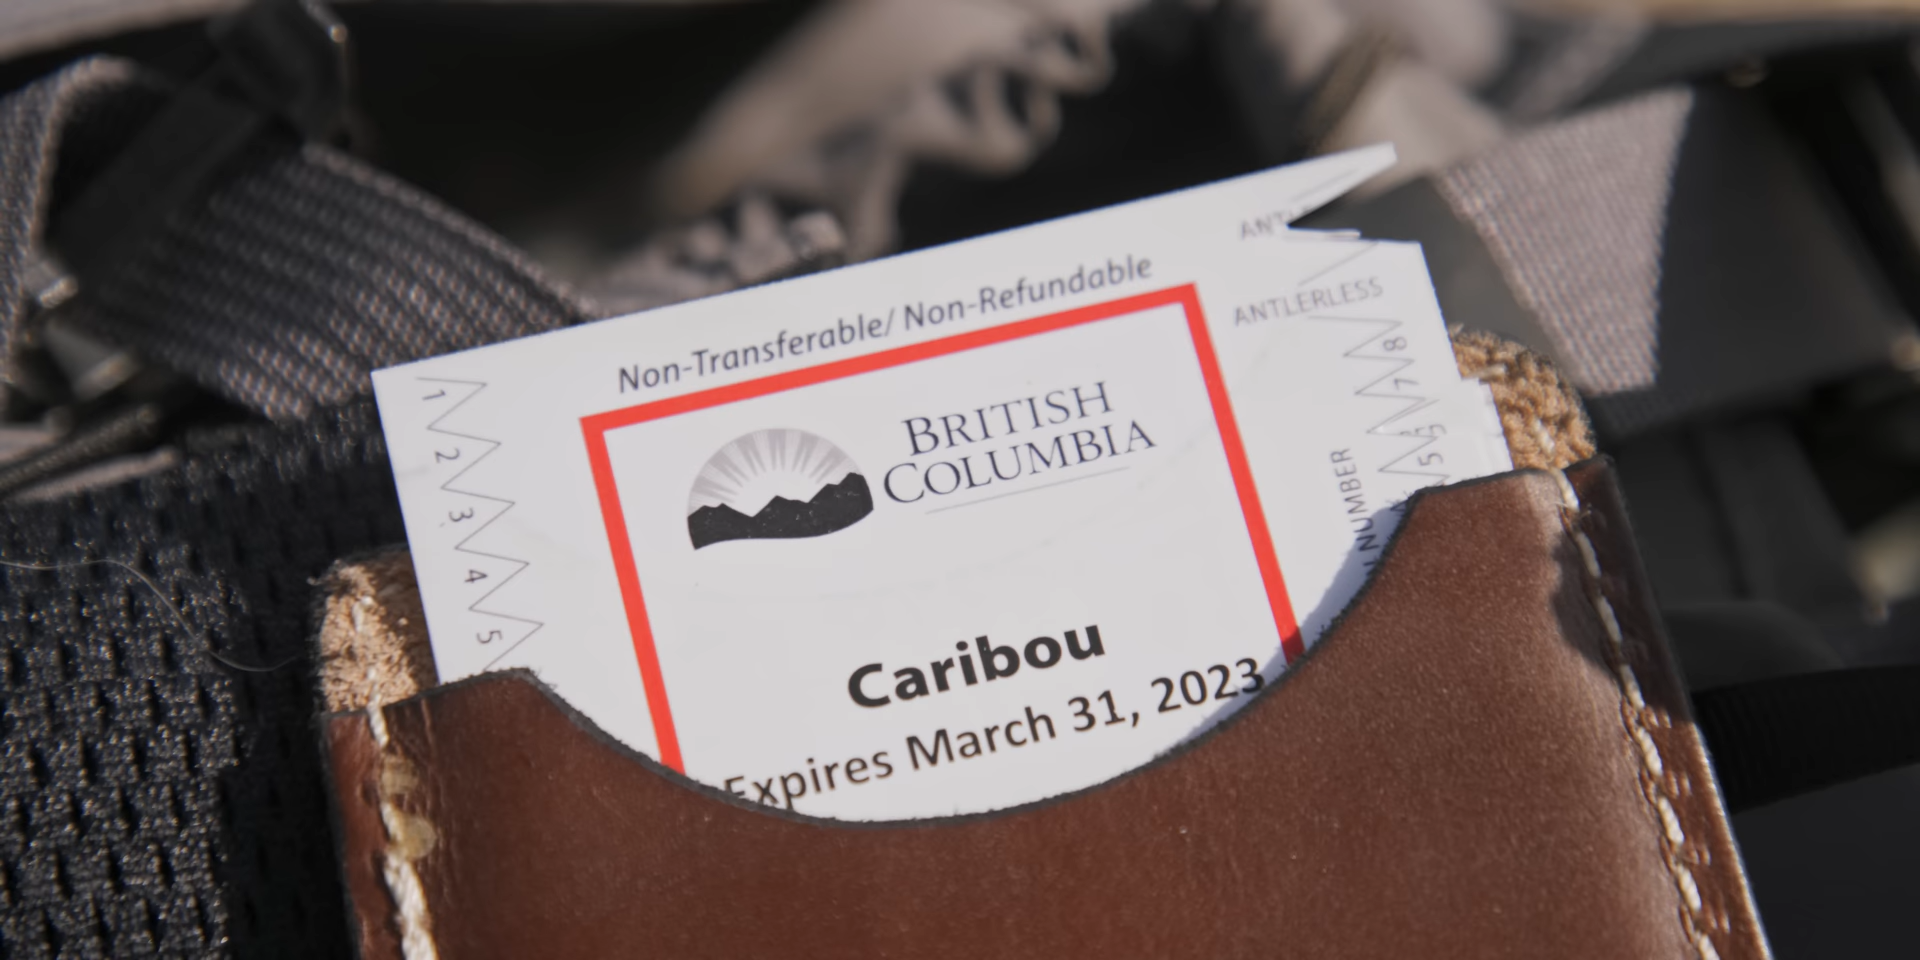 Non-Transferable/ Non-Refundable
ANTLERLESS
BRITISH
COLUMBIA
Caribou
Expires March 31, 2023
1
2
3
4
5
8
7
5
NUMBER